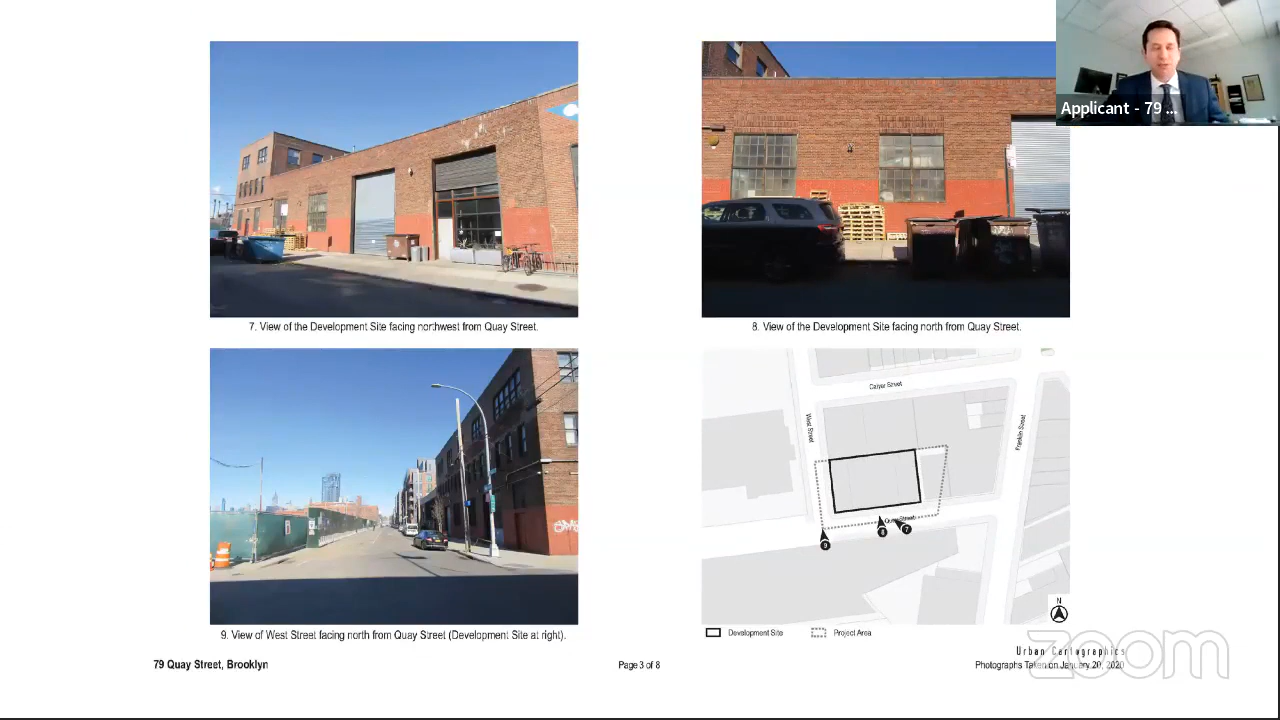 Applicant - 79 ...
7. View of the Development Site facing northwest from Quay Street.
8. View of the Development Site facing north from Quay Street.
Calyer Street
West Street
Franklin Street
Quay Street
9
8
7
N
9. View of West Street facing north from Quay Street (Development Site at right).
Development Site
Project Area
Urban Cartographics
79 Quay Street, Brooklyn
Page 3 of 8
Photographs Taken on January 20, 2020
zoom